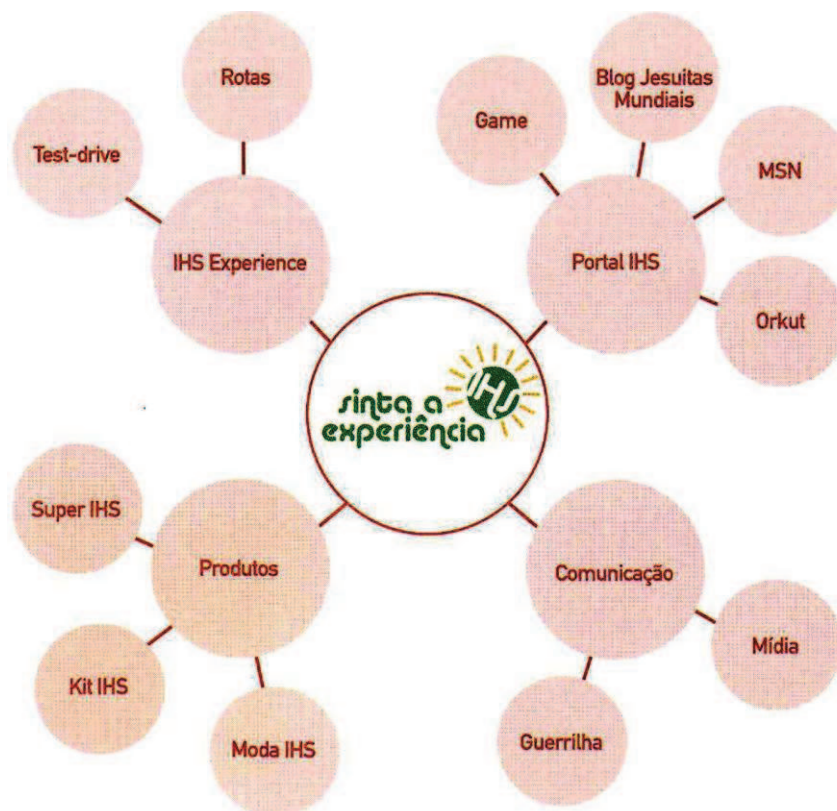 Rotas
Test-drive
IHS Experience
Blog Jesuitas
Mundiais
Game
MSN
Portal IHS
Orkut
sinta a
experiência
IHS
Super IHS
Produtos
Kit IHS
Moda IHS
Comunicação
Mídia
Guerrilha